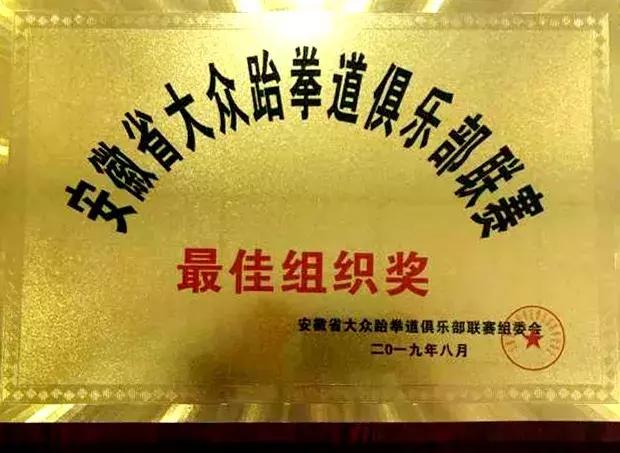 安徽省大众跆拳道俱乐部联赛
最佳组织奖
安徽省大众跆拳道俱乐部联赛组委会
二0一九年八月